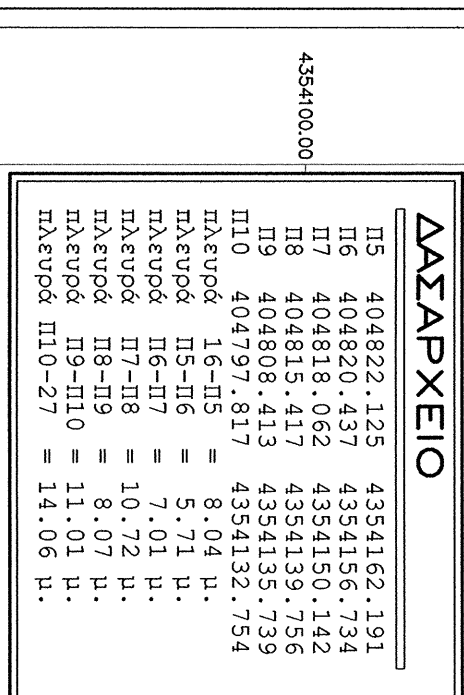 4354100.00
ΔΑΣΑΡΧΕΙΟ
Π5 404822.125 4354162.191
Π6 404820.437 4354156.734
Π7 404818.062 4354150.142
Π8 404815.417 4354139.756
Π9 404808.413 4354135.739
Π10 404797.817 4354132.754
πλευρά 16-Π5 = 8.04 μ.
πλευρά Π5-Π6 = 5.71 μ.
πλευρά Π6-Π7 = 7.01 μ.
πλευρά Π7-Π8 = 10.72 μ.
πλευρά Π8-Π9 = 8.07 μ.
πλευρά Π9-Π10 = 11.01 μ.
πλευρά Π10-27 = 14.06 μ.